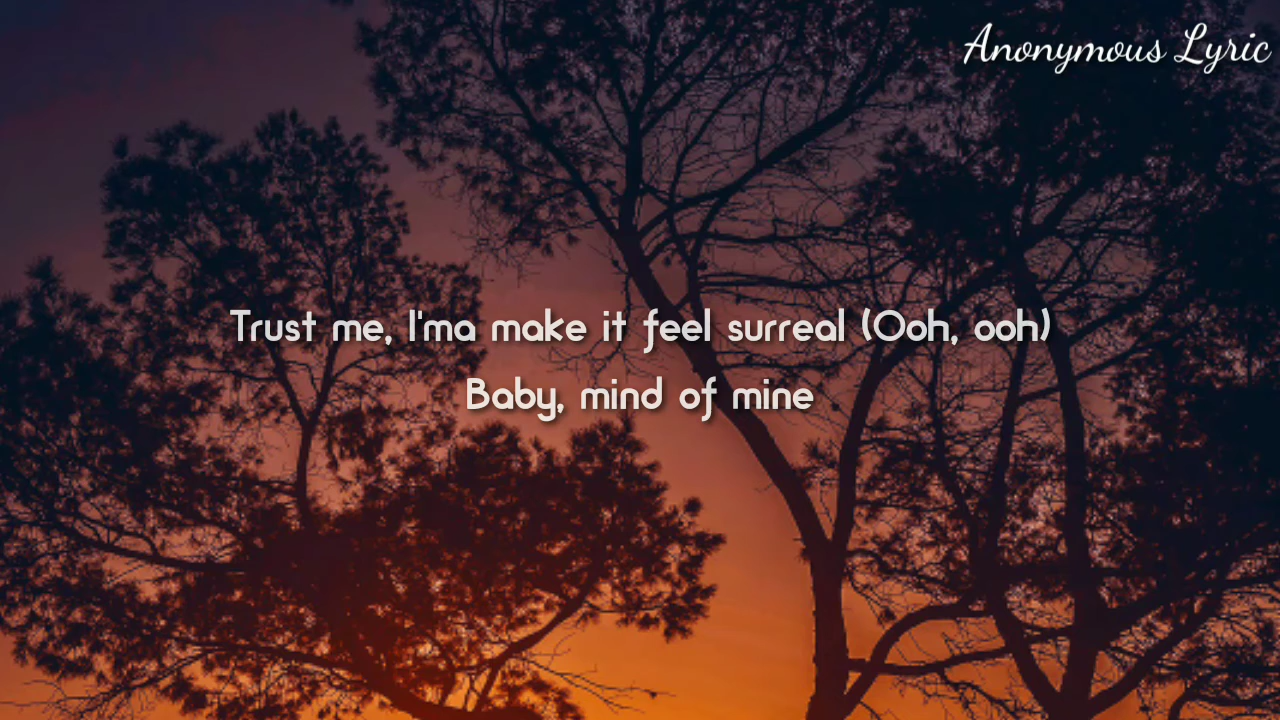 Anonymous Lyric
Trust me, I'ma make it feel surreal (Ooh, ooh)
Baby, mind of mine